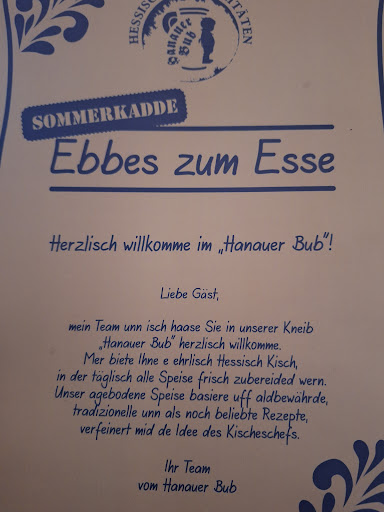 HESSISC
ITÄTEN
Hanauer
Bub
SOMMERKADDE
Ebbes zum Esse
Herzlisch willkomme im „Hanauer Bub"!
Liebe Gäst,
mein Team unn isch haase Sie in unserer Kneib
„Hanauer Bub" herzlisch willkomme.
Mer biete Ihne e ehrlisch Hessisch Kisch,
in der täglisch alle Speise frisch zubereided wern.
Unser agebodene Speise basiere uff aldbewährde,
tradizionelle unn als noch beliebte Rezepte,
verfeinert mid de Idee des Kischeschefs.
Ihr Team
vom Hanauer Bub